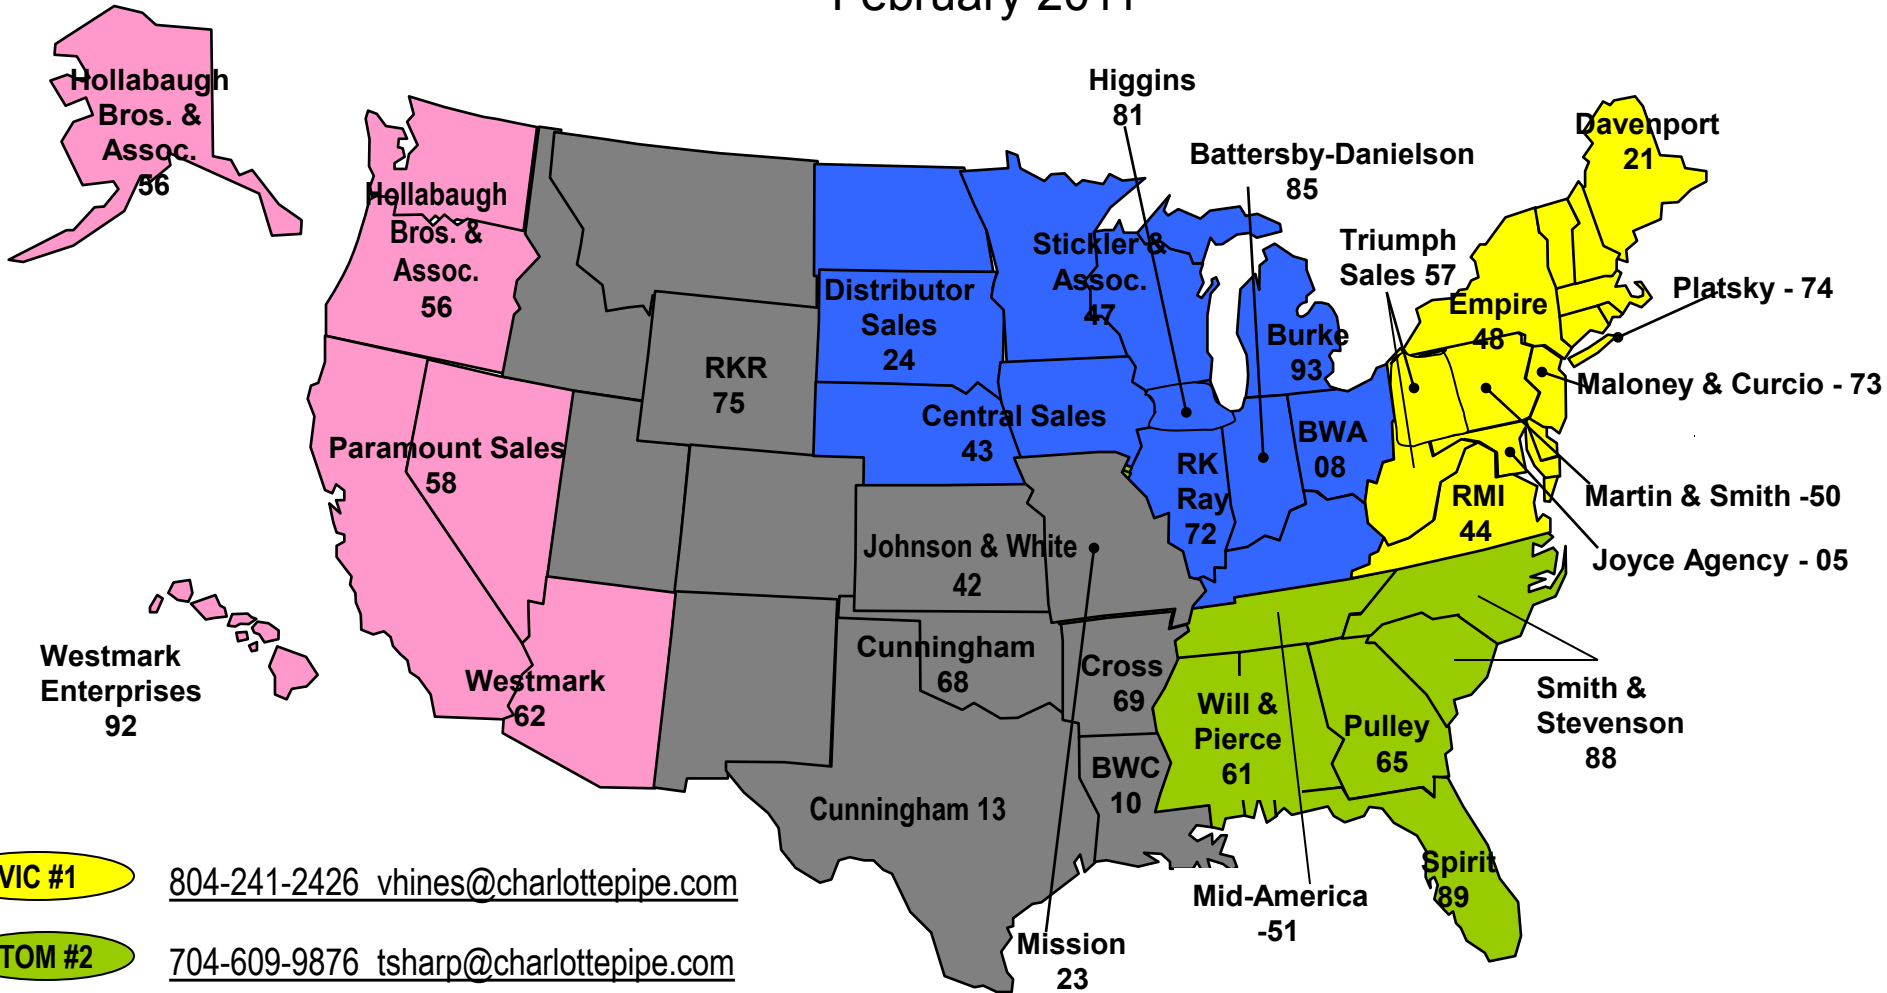 February 2011
Hollabaugh
Bros. &
Assoc.
56
Higgins
81
Battersby-Danielson
85
Davenport
21
Hollabaugh
Bros. &
Assoc.
56
Stickler &
Assoc.
47
Triumph
Sales 57
Platsky - 74
Distributor
Sales
24
Empire
48
Burke
93
RKR
75
Maloney & Curcio - 73
Central Sales
43
Paramount Sales
58
BWA
08
RK
Ray
72
RMI
44
Martin & Smith -50
Johnson & White
42
Joyce Agency - 05
Westmark
Enterprises
92
Westmark
62
Cunningham
68
Cross
69
Will &
Pierce
61
Pulley
65
Smith &
Stevenson
88
Cunningham 13
BWC
10
Spirit
89
Mid-America
-51
Mission
23
VIC #1
804-241-2426 vhines@charlottepipe.com
TOM #2
704-609-9876 tsharp@charlottepipe.com